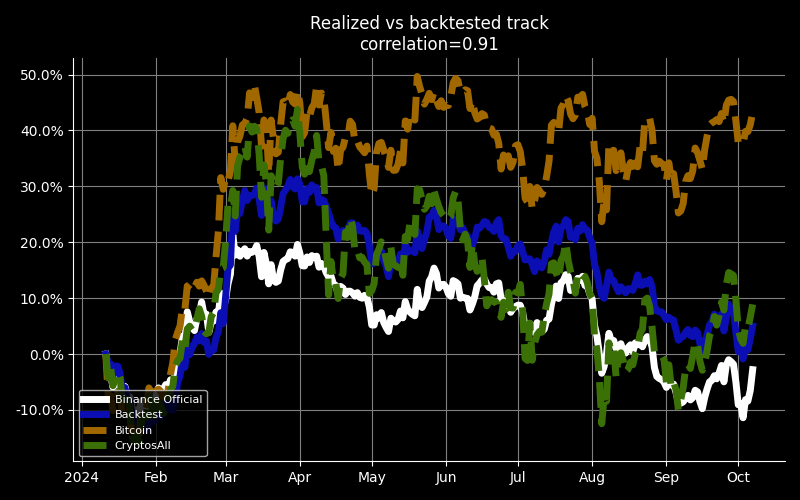 Realized vs backtested track
correlation=0.91
50.0%
40.0%
30.0%
20.0%
10.0%
0.0%
-10.0%
Binance Official
Backtest
Bitcoin
CryptosAll
2024 Feb Mar Apr May Jun Jul Aug Sep Oct